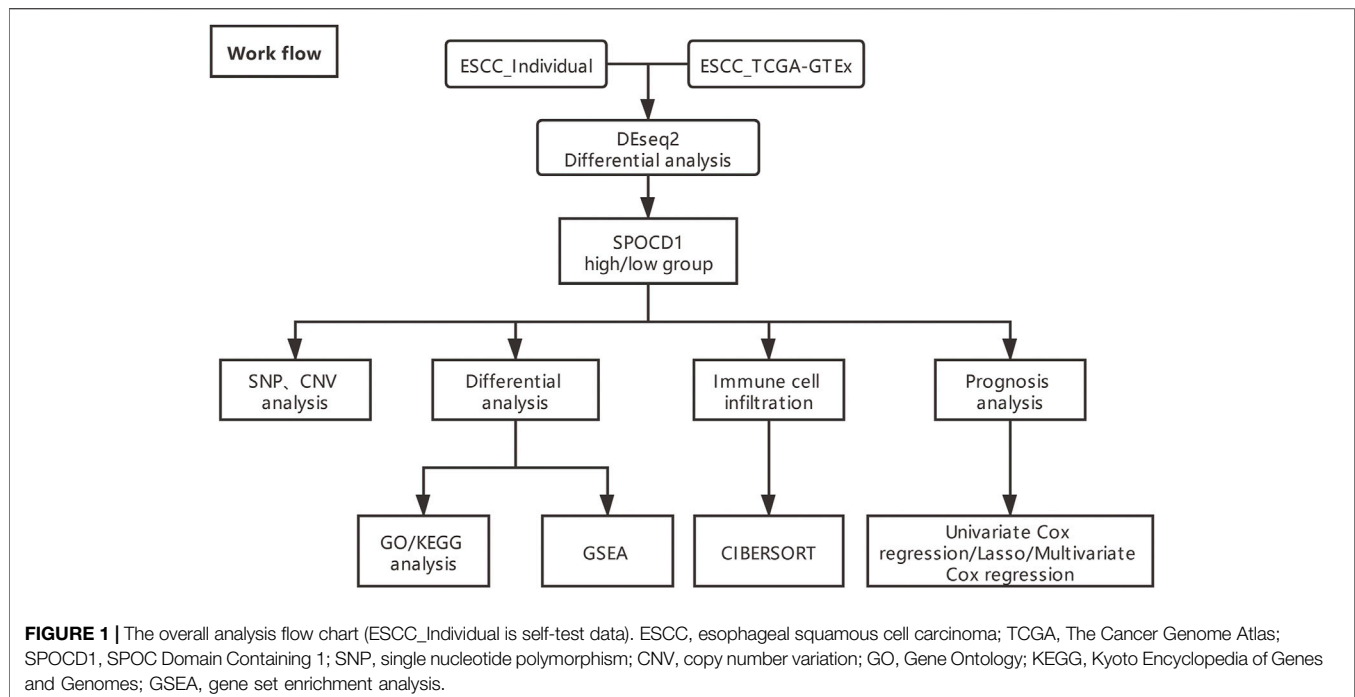 Work flow
ESCC_Individual
ESCC_TCGA-GTEx
DEseq2
Differential analysis
SPOCD1
high/low group
SNP、CNV
analysis
Differential
analysis
Immune cell
infiltration
Prognosis
analysis
GO/KEGG
analysis
GSEA
CIBERSORT
Univariate Cox
regression/Lasso/Multivariate
Cox regression
FIGURE 1 | The overall analysis flow chart (ESCC_Individual is self-test data). ESCC, esophageal squamous cell carcinoma; TCGA, The Cancer Genome Atlas;
SPOCD1, SPOC Domain Containing 1; SNP, single nucleotide polymorphism; CNV, copy number variation; GO, Gene Ontology; KEGG, Kyoto Encyclopedia of Genes
and Genomes; GSEA, gene set enrichment analysis.